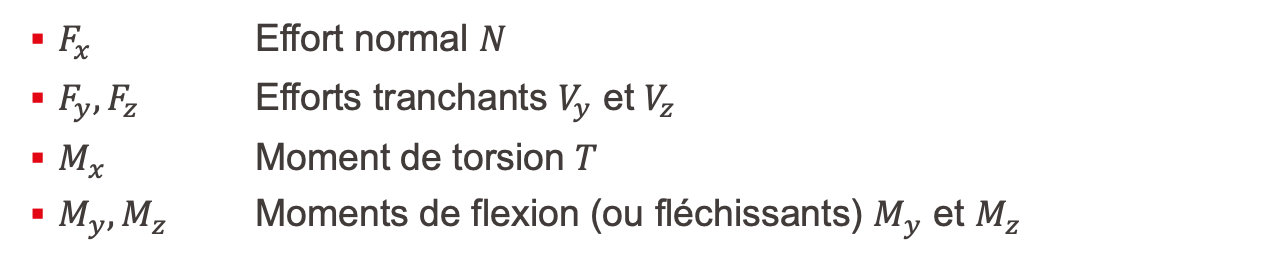 ▪ Fx Effort normal N
▪ Fy, Fz Efforts tranchants Vy et Vz
▪ Mx Moment de torsion T
▪ My, Mz Moments de flexion (ou fléchissants) My et Mz